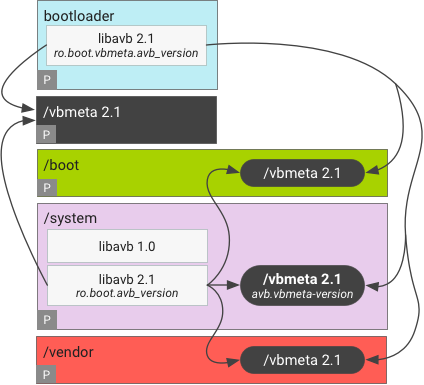 bootloader
libavb 2.1
ro.boot.vbmeta.avb_version
P
/vbmeta 2.1
P
/boot
/vbmeta 2.1
P
/system
libavb 1.0
libavb 2.1
ro.boot.avb_version
/vbmeta 2.1
avb.vbmeta-version
P
/vendor
/vbmeta 2.1
P